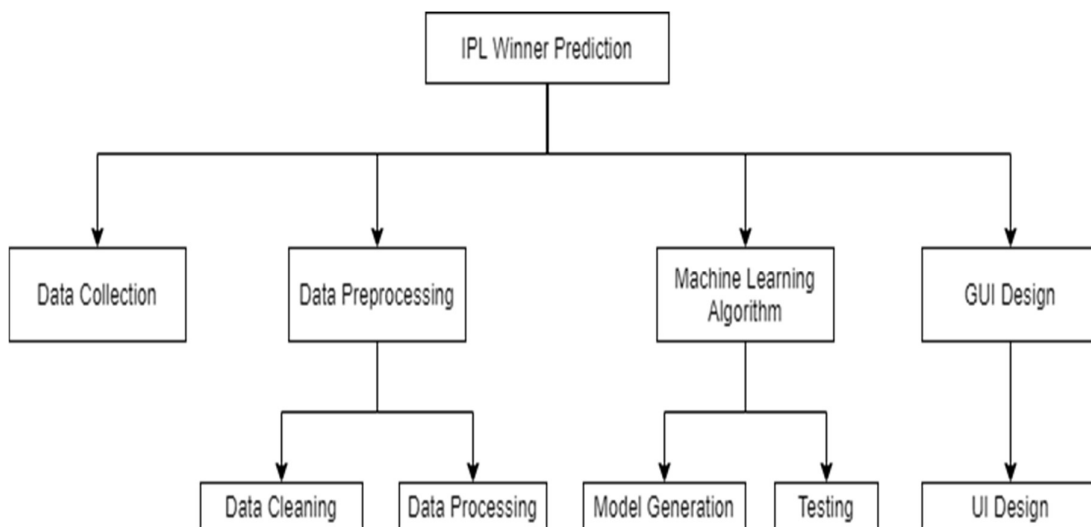 IPL Winner Prediction
Data Collection
Data Preprocessing
Machine Learning
Algorithm
GUI Design
Data Cleaning
Data Processing
Model Generation
Testing
UI Design